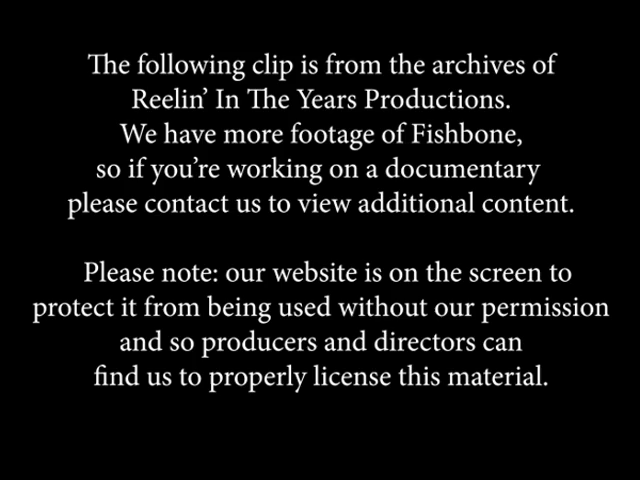 The following clip is from the archives of
Reelin’ In The Years Productions.
We have more footage of Fishbone,
so if you’re working on a documentary
please contact us to view additional content.
Please note: our website is on the screen to
protect it from being used without our permission
and so producers and directors can
find us to properly license this material.